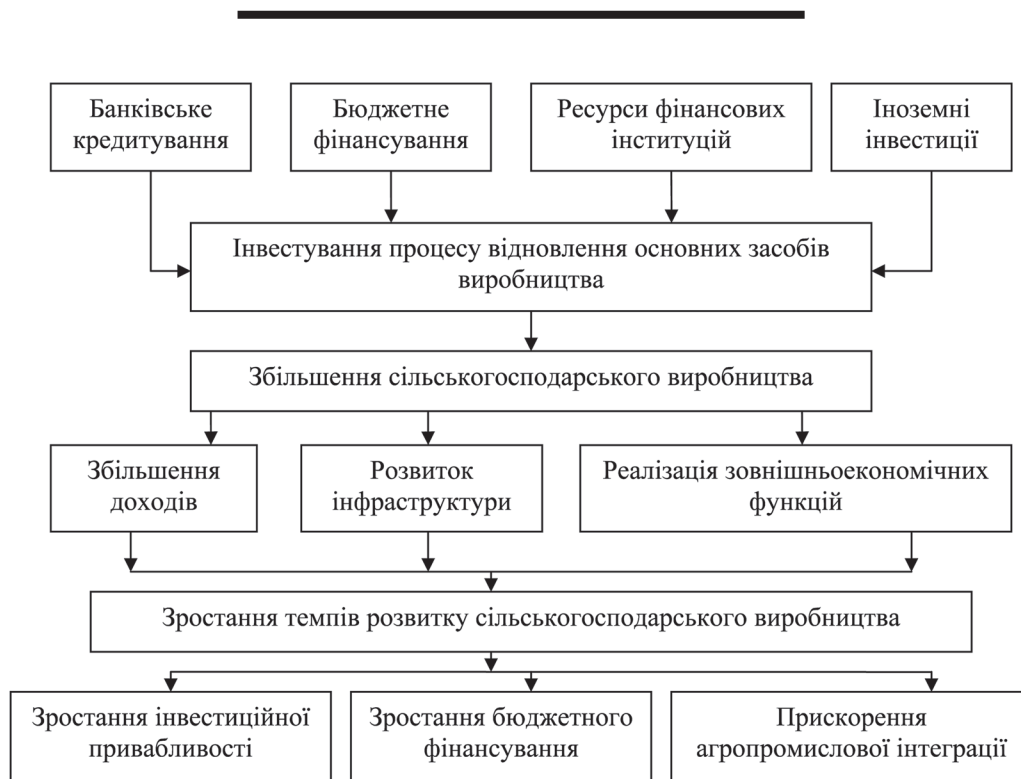 Банківське
кредитування
Бюджетне
фінансування
Ресурси фінансових
інституцій
Іноземні
інвестиції
Інвестування процесу відновлення основних засобів
виробництва
Збільшення сільськогосподарського виробництва
Збільшення
доходів
Розвиток
інфраструктури
Реалізація зовнішньоекономічних
функцій
Зростання темпів розвитку сільськогосподарського виробництва
Зростання інвестиційної
привабливості
Зростання бюджетного
фінансування
Прискорення
агропромислової інтеграції